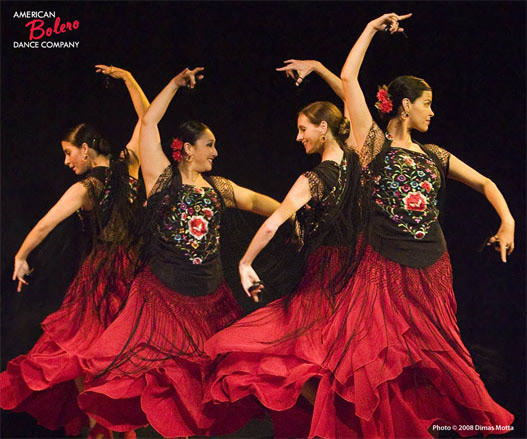 AMERICAN
Bolero
DANCE COMPANY
Photo © 2008 Dimas Motta